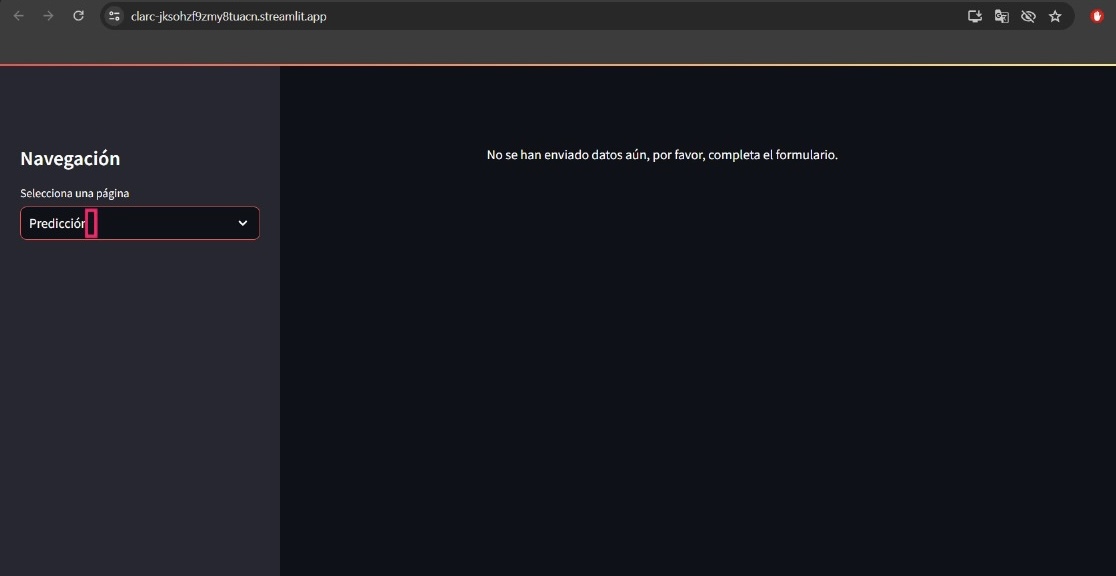 clarc-jksohzf9zmy8tuacn.streamlit.app
Navegación
Selecciona una página
Predicción
No se han enviado datos aún, por favor, completa el formulario.